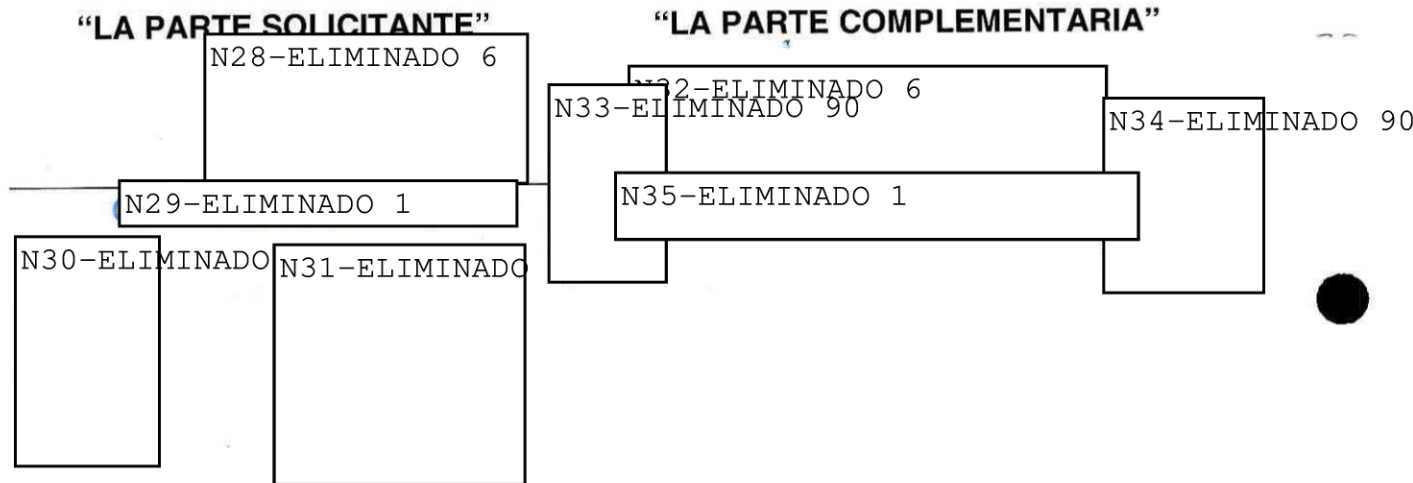 “LA PARTE SOLICITANTE” “LA PARTE COMPLEMENTARIA”
N28-ELIMINADO 6 N32-ELIMINADO 6
N33-ELIMINADO 90 N34-ELIMINADO 90
N29-ELIMINADO 1 N35-ELIMINADO 1
N30-ELIMINADO N31-ELIMINADO